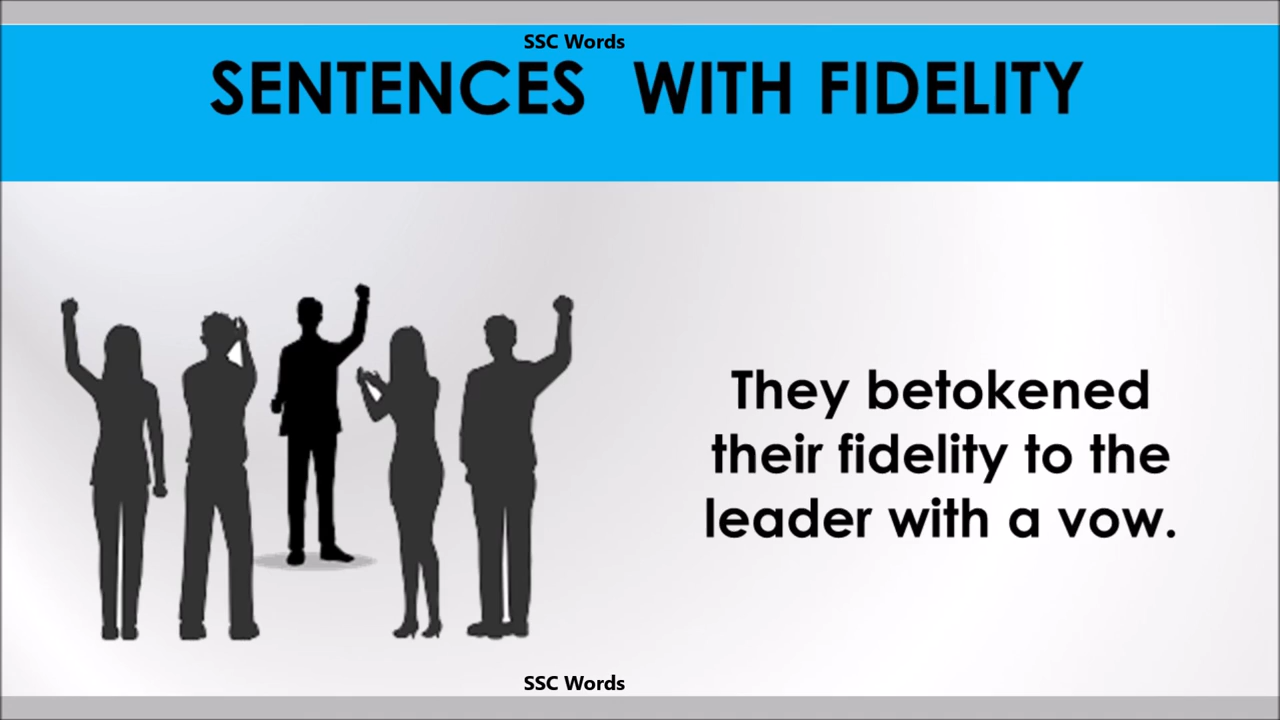 SSC Words
SENTENCES WITH FIDELITY
They betokened
their fidelity to the
leader with a vow.
SSC Words